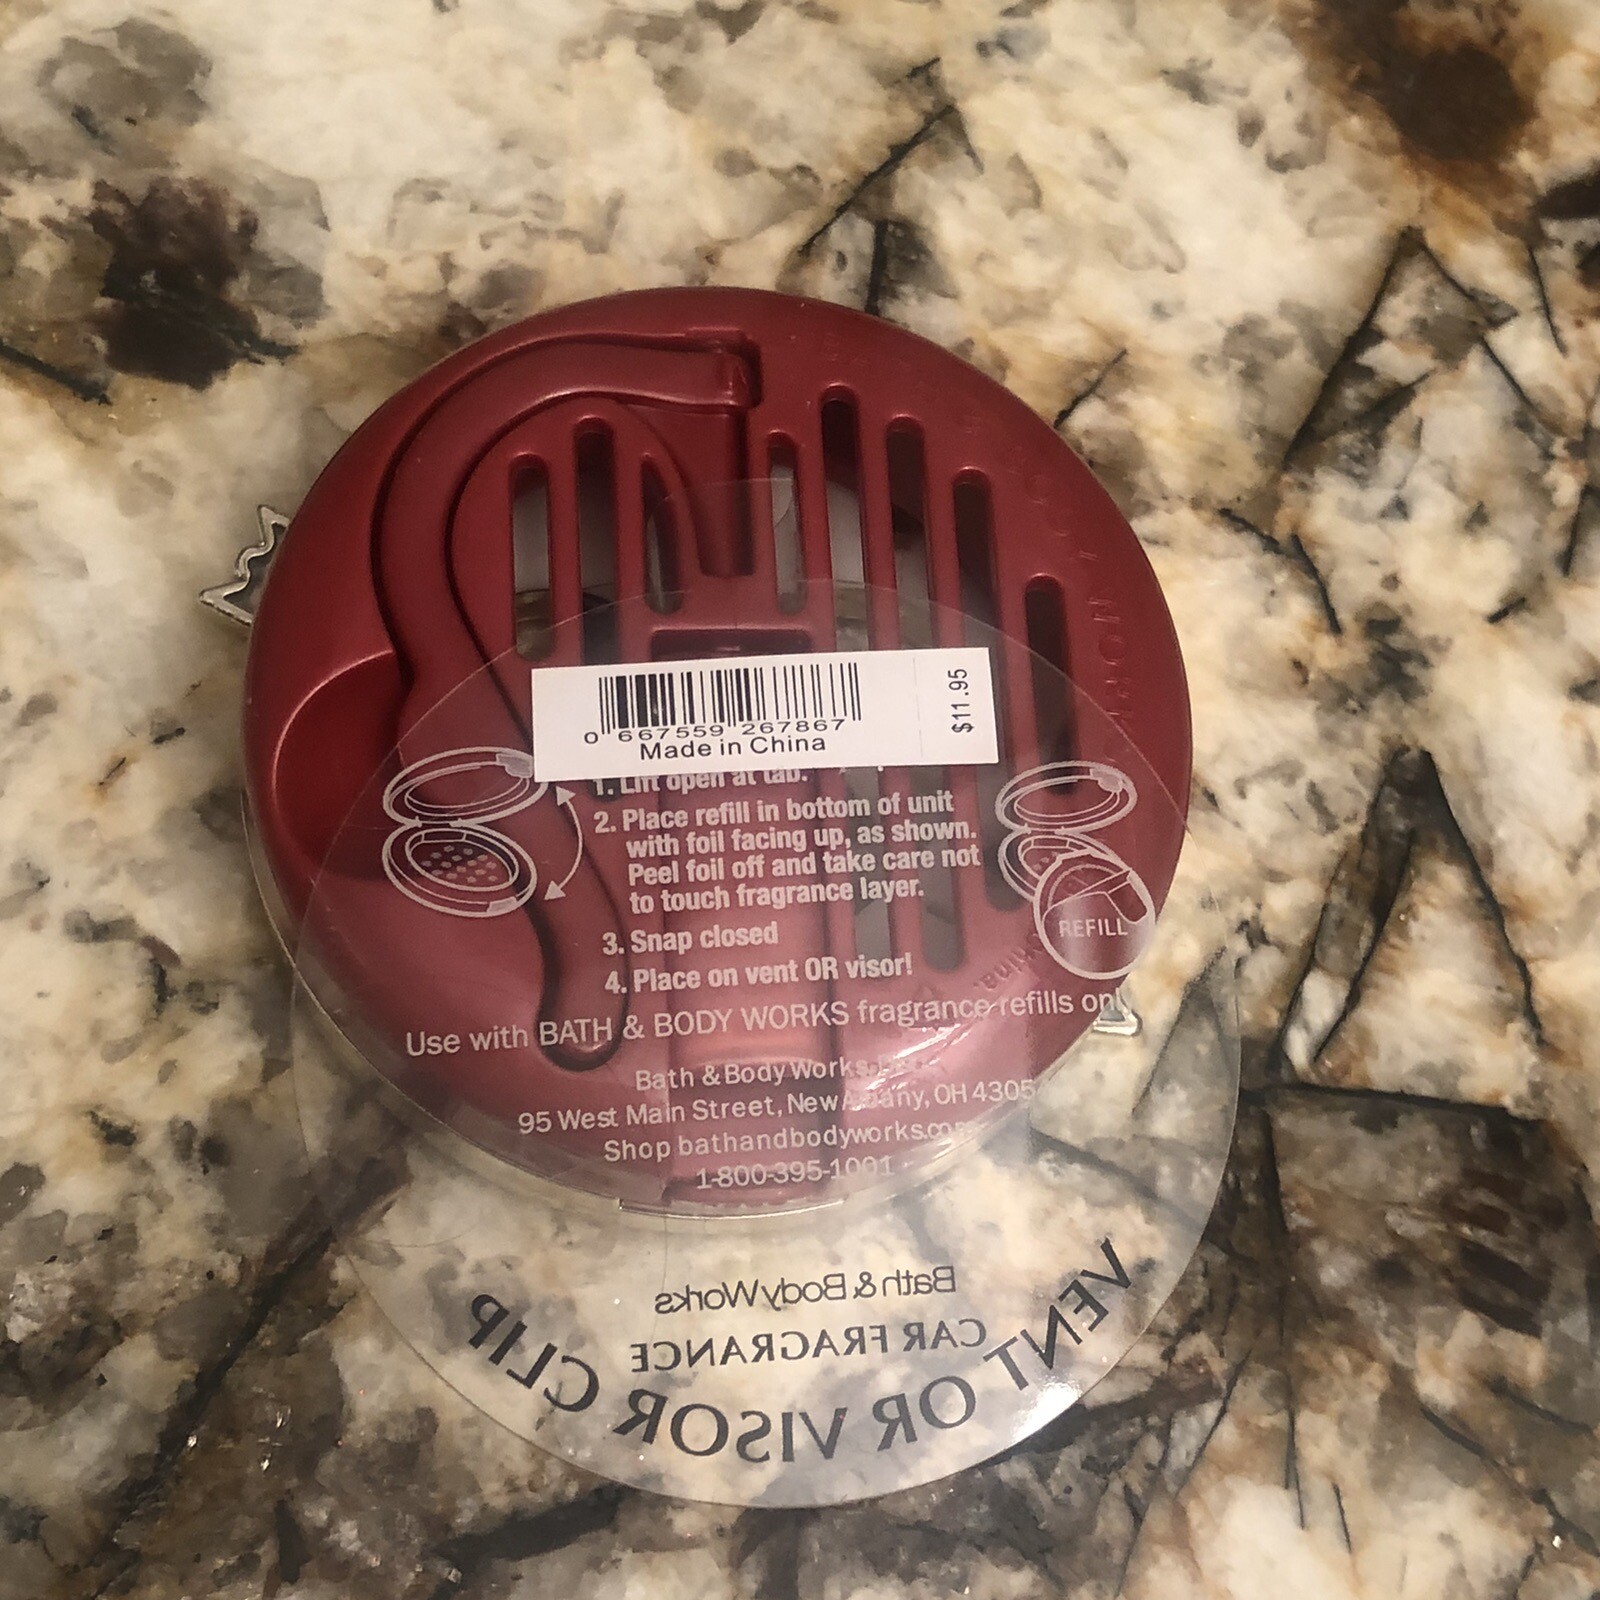 $11.95
0 667559 267867
Made in China
1. Lift open at tab.
2. Place refill in bottom of unit
with foil facing up, as shown.
Peel foil off and take care not
to touch fragrance layer.
REFILL
3. Snap closed
4. Place on vent OR visor!
Use with BATH & BODY WORKS fragrance refills only
Bath & Body Works
95 West Main Street, New Albany, OH 4305
Shop bathandbodyworks.com
1-800-395-1001
Bath & Body Works
CAR FRAGRANCE
VENT OR VISOR CLIP